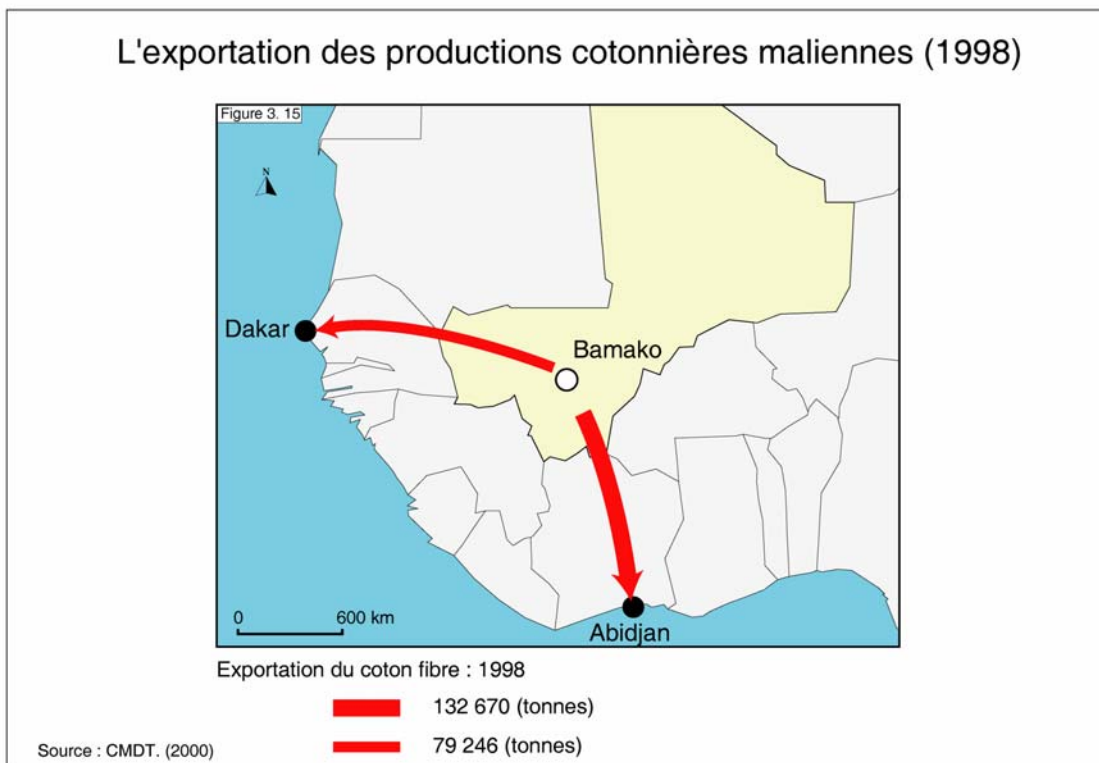 L'exportation des productions cotonnières maliennes (1998)
Figure 3. 15
N
Dakar
Bamako
Abidjan
0 600 km
Exportation du coton fibre : 1998
132 670 (tonnes)
79 246 (tonnes)
Source : CMDT. (2000)